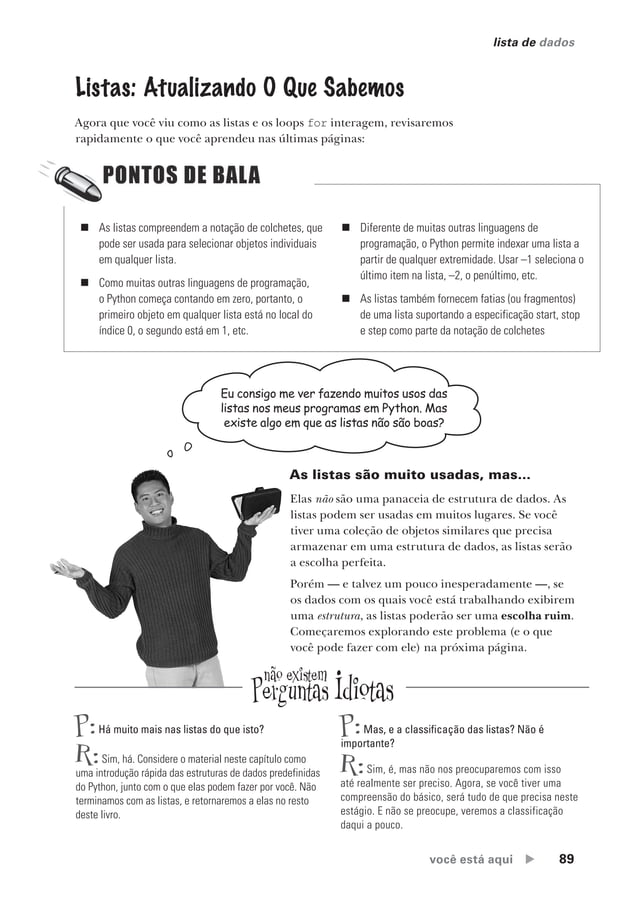 lista de dados
Listas: Atualizando O Que Sabemos
Agora que você viu como as listas e os loops for interagem, revisaremos
rapidamente o que você aprendeu nas últimas páginas:
PONTOS DE BALA
■ As listas compreendem a notação de colchetes, que
pode ser usada para selecionar objetos individuais
em qualquer lista.
■ Como muitas outras linguagens de programação,
o Python começa contando em zero, portanto, o
primeiro objeto em qualquer lista está no local do
índice 0, o segundo está em 1, etc.
■ Diferente de muitas outras linguagens de
programação, o Python permite indexar uma lista a
partir de qualquer extremidade. Usar –1 seleciona o
último item na lista, –2, o penúltimo, etc.
■ As listas também fornecem fatias (ou fragmentos)
de uma lista suportando a especificação start, stop
e step como parte da notação de colchetes
Eu consigo me ver fazendo muitos usos das
listas nos meus programas em Python. Mas
existe algo em que as listas não são boas?
As listas são muito usadas, mas...
Elas não são uma panaceia de estrutura de dados. As
listas podem ser usadas em muitos lugares. Se você
tiver uma coleção de objetos similares que precisa
armazenar em uma estrutura de dados, as listas serão
a escolha perfeita.
Porém — e talvez um pouco inesperadamente —, se
os dados com os quais você está trabalhando exibirem
uma estrutura, as listas poderão ser uma escolha ruim.
Começaremos explorando este problema (e o que
você pode fazer com ele) na próxima página.
não existem
Perguntas Idiotas
P: Há muito mais nas listas do que isto?
R: Sim, há. Considere o material neste capítulo como
uma introdução rápida das estruturas de dados predefinidas
do Python, junto com o que elas podem fazer por você. Não
terminamos com as listas, e retornaremos a elas no resto
deste livro.
P: Mas, e a classificação das listas? Não é
importante?
R: Sim, é, mas não nos preocuparemos com isso
até realmente ser preciso. Agora, se você tiver uma
compreensão do básico, será tudo de que precisa neste
estágio. E não se preocupe, veremos a classificação
daqui a pouco.
você está aqui ▶ 89